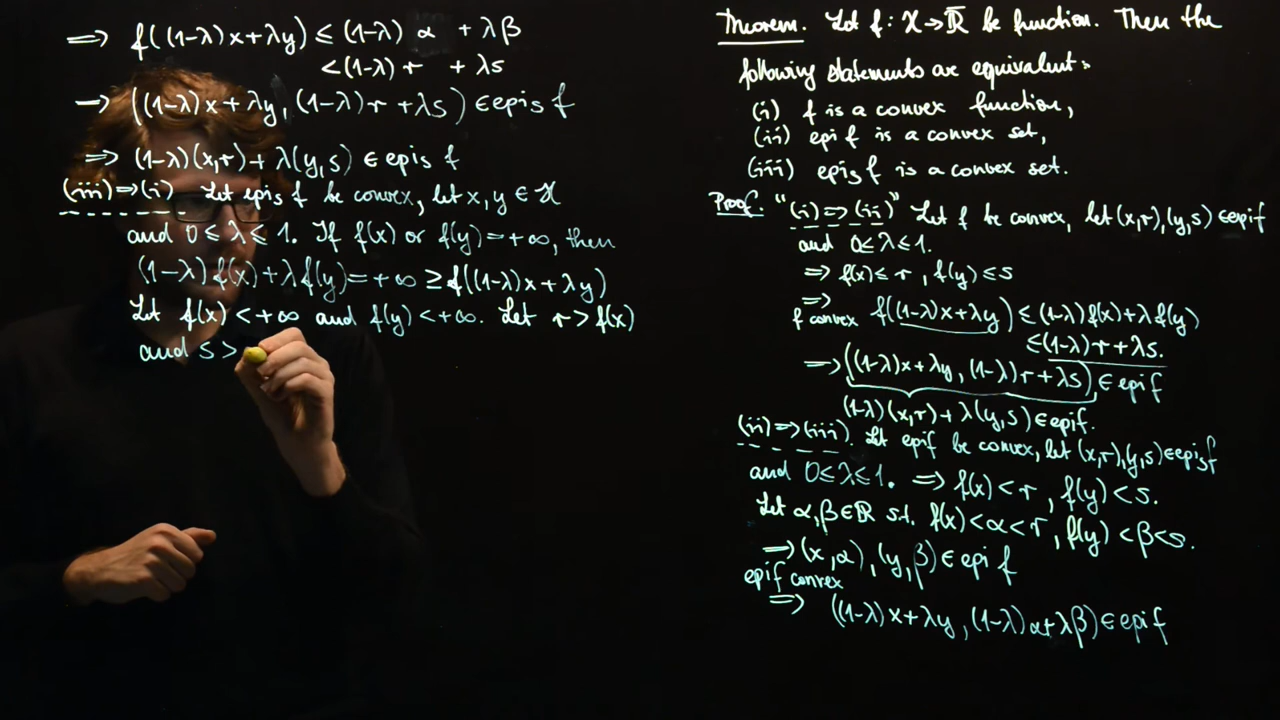 Theorem. Let f: X → ℝ̄ be function. Then the
following statements are equivalent:
(i) f is a convex function,
(ii) epi f is a convex set,
(iii) epi_s f is a convex set.
Proof. "(i) ⇒ (ii)" Let f be convex, let (x,r),(y,s) ∈ epi f
and 0 ≤ λ ≤ 1.
⇒ f(x) ≤ r, f(y) ≤ s
⇒ f convex f((1-λ)x+λy) ≤ (1-λ)f(x)+λf(y)
≤ (1-λ)r+λs.
⇒ ((1-λ)x+λy, (1-λ)r+λs) ∈ epi f
(1-λ)(x,r)+λ(y,s) ∈ epi f.
(ii) ⇒ (iii). Let epi f be convex, let (x,r),(y,s) ∈ epi_s f
and 0 ≤ λ ≤ 1. ⇒ f(x) < r, f(y) < s.
Let α,β ∈ ℝ s.t. f(x) < α < r, f(y) < β < s.
⇒ (x,α), (y,β) ∈ epi f
epi f convex
⇒ ((1-λ)x+λy, (1-λ)α+λβ) ∈ epi f
⇒ f((1-λ)x+λy) ≤ (1-λ) α + λβ
< (1-λ) r + λs
→ ((1-λ)x+λy, (1-λ)r+λs) ∈ epi_s f
⇒ (1-λ)(x,r)+λ(y,s) ∈ epi_s f
(iii) ⇒ (i). Let epi_s f be convex, let x, y ∈ X
and 0 ≤ λ ≤ 1. If f(x) or f(y) = +∞, then
(1-λ)f(x)+λf(y) = +∞ ≥ f((1-λ)x+λy)
Let f(x) < +∞ and f(y) < +∞. Let r > f(x)
and s >